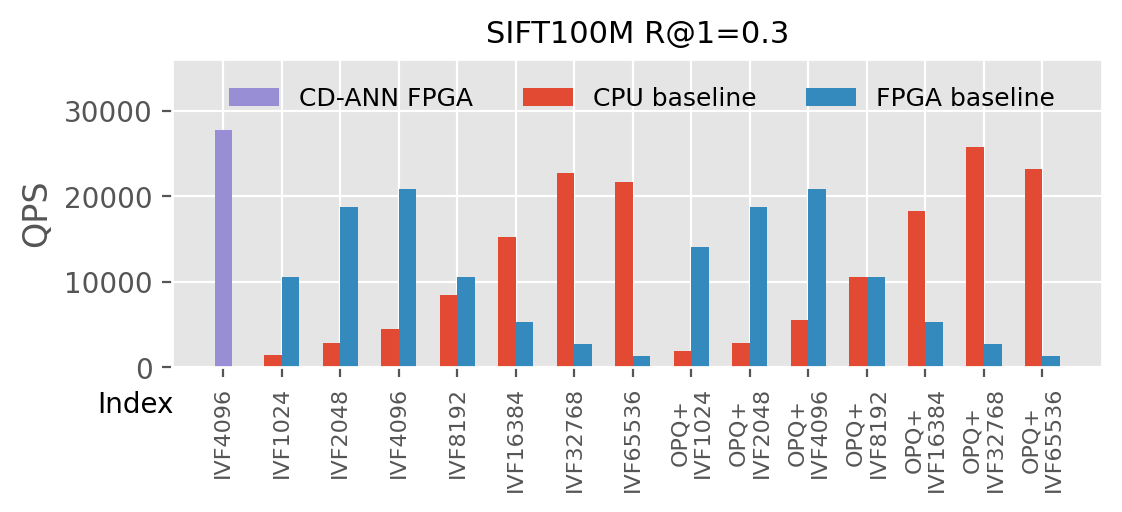 SIFT100M R@1=0.3
CD-ANN FPGA
CPU baseline
FPGA baseline
QPS
30000
20000
10000
0
Index
IVF4096
IVF1024
IVF2048
IVF4096
IVF8192
IVF16384
IVF32768
IVF65536
OPQ+
IVF1024
OPQ+
IVF2048
OPQ+
IVF4096
OPQ+
IVF8192
OPQ+
IVF16384
OPQ+
IVF32768
OPQ+
IVF65536